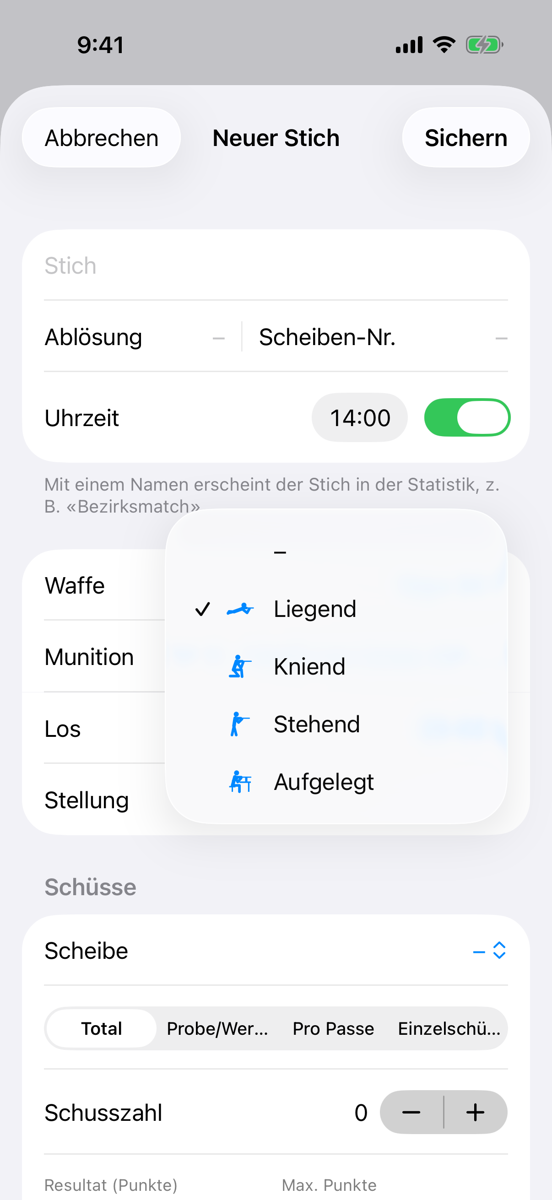 9:41
Abbrechen
Neuer Stich
Sichern
Stich
Ablösung –
Scheiben-Nr. –
Uhrzeit 14:00
Mit einem Namen erscheint der Stich in der Statistik, z.
B. «Bezirksmatch»
Waffe
Munition
Los
Stellung
–
✓ Liegend
Kniend
Stehend
Aufgelegt
Schüsse
Scheibe –
Total
Probe/Wer...
Pro Passe
Einzelschü...
Schusszahl 0 − +
Resultat (Punkte)
Max. Punkte